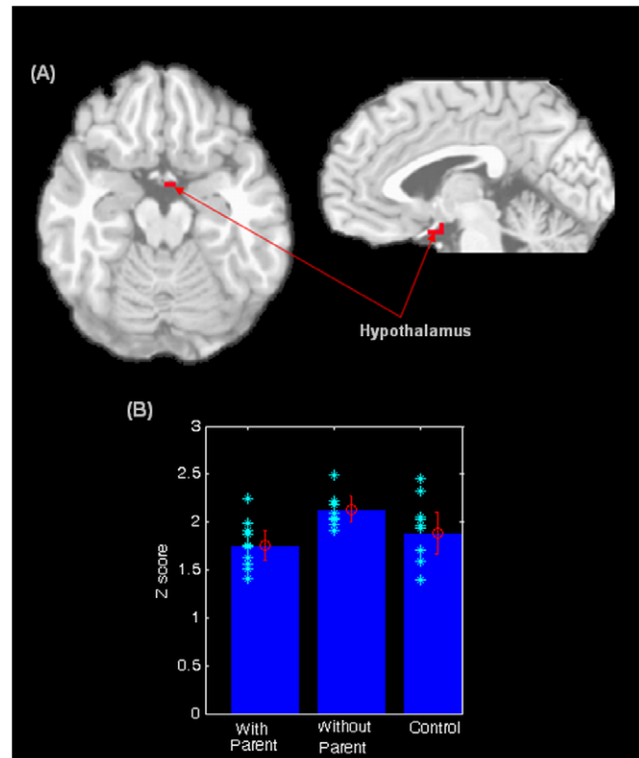 (A)
Hypothalamus
(B)
3
2.5
2
1.5
1
0.5
0
Z score
With Parent
Without Parent
Control